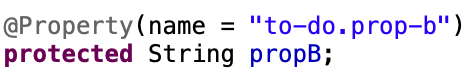 @Property(name = "to-do.prop-b")
protected String propB;